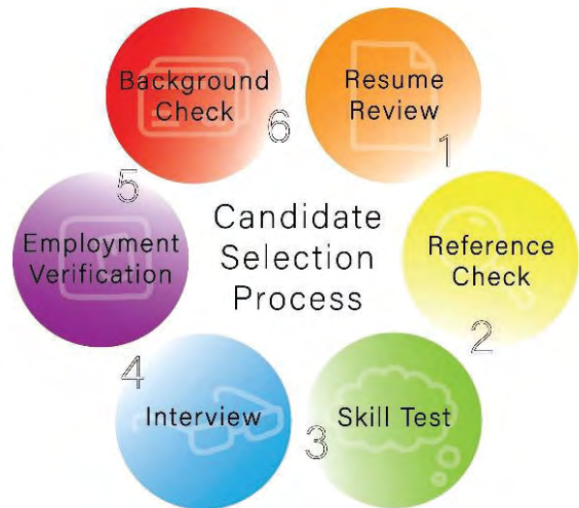 Candidate
Selection
Process
Resume
Review
1
Reference
Check
2
Skill Test
3
Interview
4
Employment
Verification
5
Background
Check
6